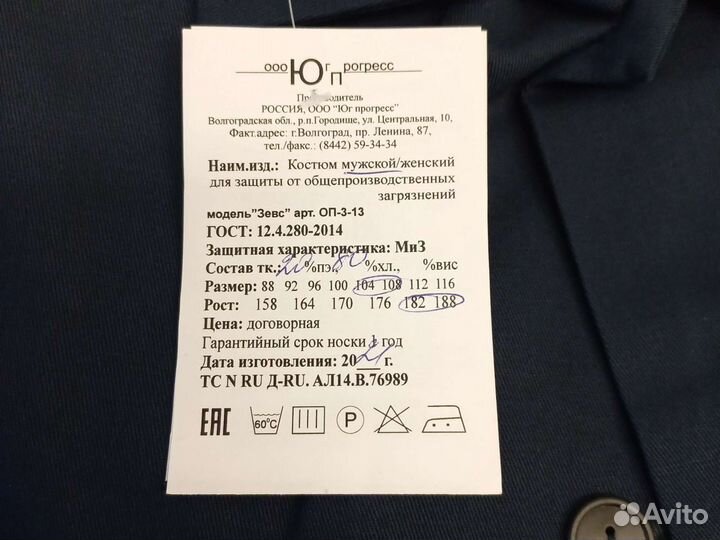 ооо Юг Прогресс
Производитель
РОССИЯ, ООО "Юг прогресс"
Волгоградская обл., р.п.Городище, ул. Центральная, 10,
Факт.адрес: г.Волгоград, пр. Ленина, 87,
тел./факс.: (8442) 59-34-34
Наим.изд.: Костюм мужской/женский
для защиты от общепроизводственных
загрязнений
модель"Зевс" арт. ОП-3-13
ГОСТ: 12.4.280-2014
Защитная характеристика: МиЗ
Состав тк.: 20%пэ, 80 %хл., %вис
Размер: 88 92 96 100 104 108 112 116
Рост: 158 164 170 176 182 188
Цена: договорная
Гарантийный срок носки 1 год
Дата изготовления: 2021 г.
ТС N RU Д-RU. АЛ14.В.76989
ЕАС 60°C P
Avito